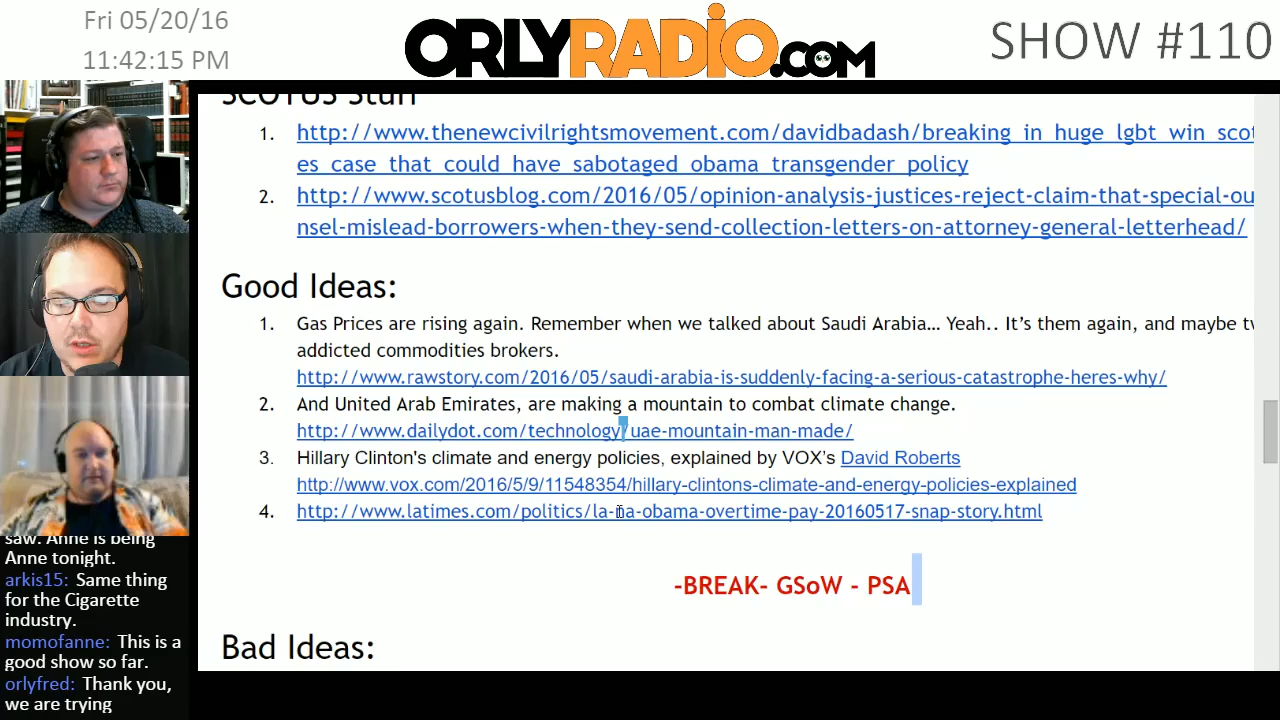 Fri 05/20/16
11:42:15 PM
ORLYRADIO.COM
SHOW #110
SCOTUS Stuff
1. http://www.thenewcivilrightsmovement.com/davidbadash/breaking_in_huge_lgbt_win_scot
es_case_that_could_have_sabotaged_obama_transgender_policy
2. http://www.scotusblog.com/2016/05/opinion-analysis-justices-reject-claim-that-special-ou
nsel-mislead-borrowers-when-they-send-collection-letters-on-attorney-general-letterhead/
Good Ideas:
1. Gas Prices are rising again. Remember when we talked about Saudi Arabia… Yeah.. It’s them again, and maybe tw
addicted commodities brokers.
http://www.rawstory.com/2016/05/saudi-arabia-is-suddenly-facing-a-serious-catastrophe-heres-why/
2. And United Arab Emirates, are making a mountain to combat climate change.
http://www.dailydot.com/technology/uae-mountain-man-made/
3. Hillary Clinton's climate and energy policies, explained by VOX’s David Roberts
http://www.vox.com/2016/5/9/11548354/hillary-clintons-climate-and-energy-policies-explained
4. http://www.latimes.com/politics/la-na-obama-overtime-pay-20160517-snap-story.html
-BREAK- GSoW - PSA
Bad Ideas:
saw. Anne is being
Anne tonight.
arkis15: Same thing
for the Cigarette
industry.
momofanne: This is a
good show so far.
orlyfred: Thank you,
we are trying